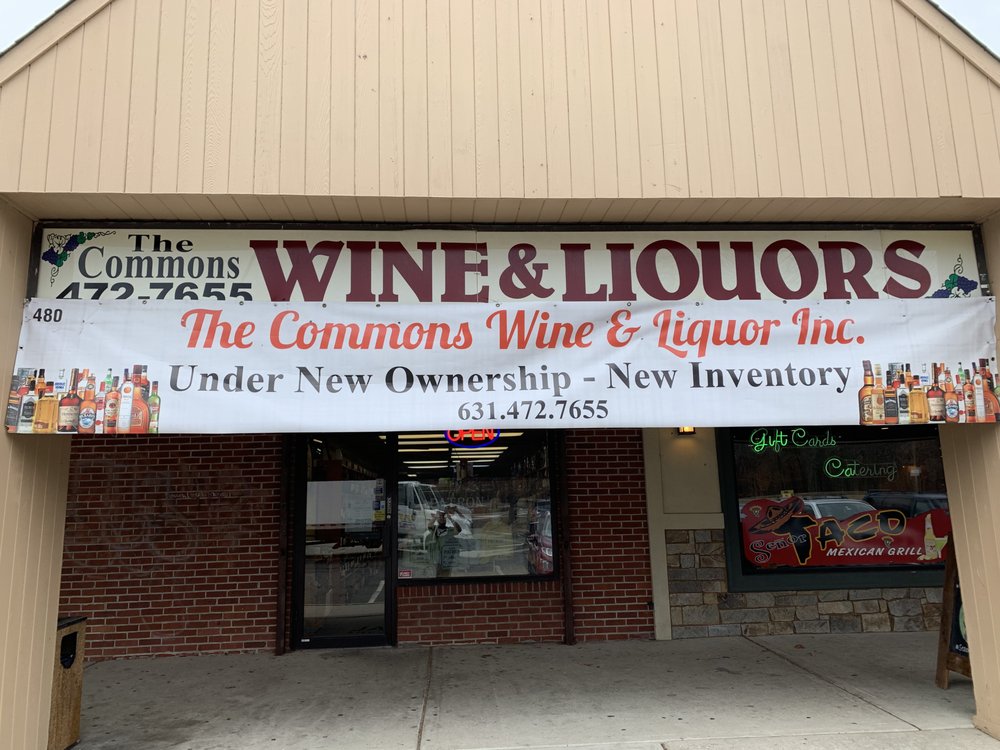 The
Commons
472-7655
WINE & LIQUORS
480
The Commons Wine & Liquor Inc.
Under New Ownership - New Inventory
631.472.7655
OPEN
Gift Cards
Catering
Senor TACO
MEXICAN GRILL